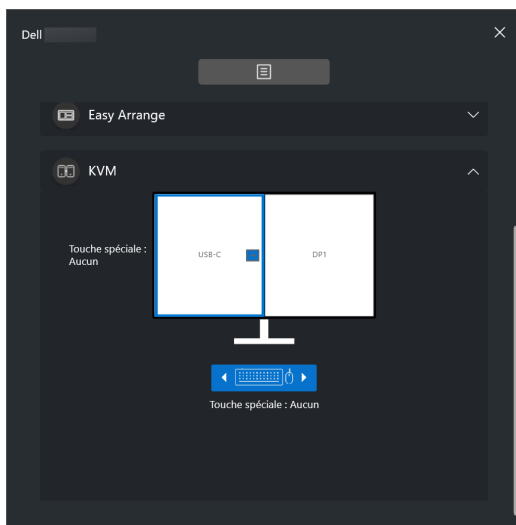 Dell
Easy Arrange
KVM
Touche spéciale :
Aucun
USB-C
DP1
Touche spéciale : Aucun